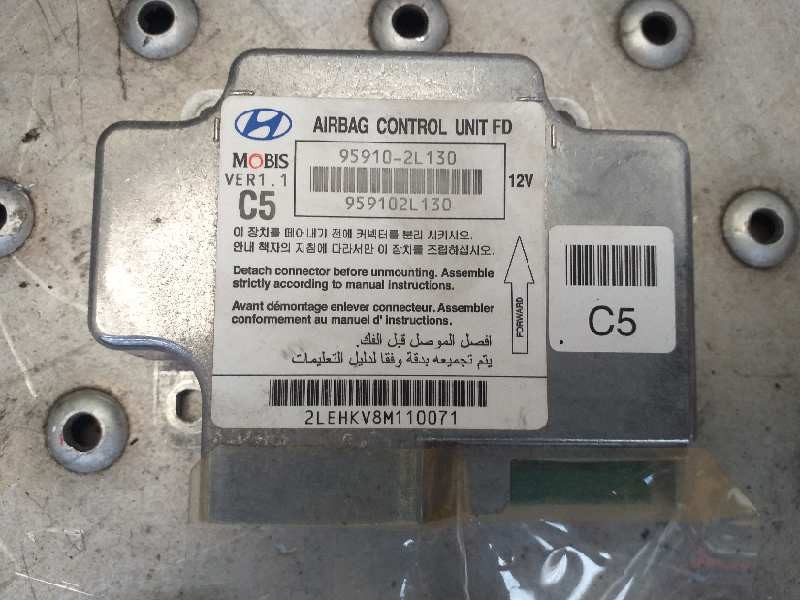 AIRBAG CONTROL UNIT FD
MOBIS
95910-2L130
VER1.1
12V
C5
959102L130
이 장치를 떼어내기 전에 커넥터를 분리 시키시오.
안내 책자의 지침에 따라서만 이 장치를 조립하십시오.
Detach connector before unmounting. Assemble
strictly according to manual instructions.
Avant démontage enlever connecteur. Assembler
conformement au manuel d' instructions.
FORWARD
افصل الموصل قبل الفك.
يتم تجميعه بدقة وفقا لدليل التعليمات
2LEHKV8M110071
C5